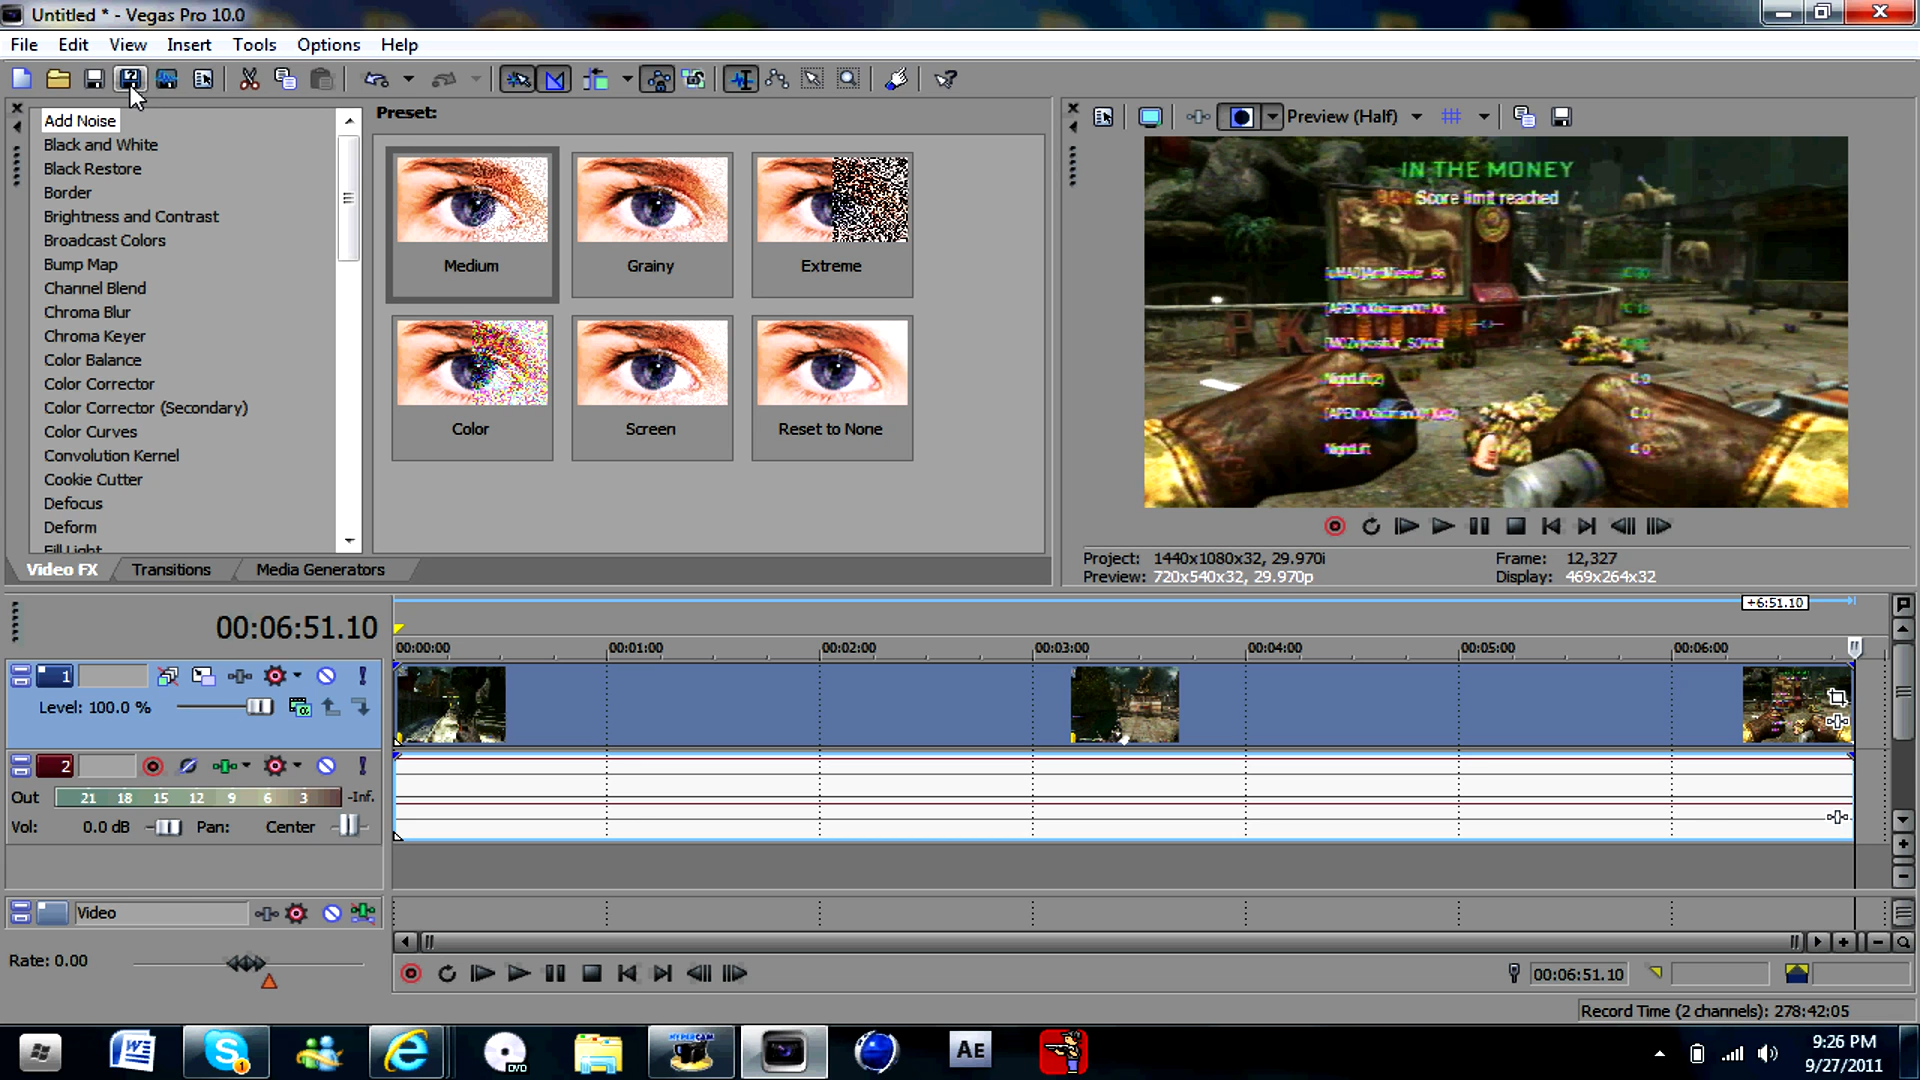 Untitled * - Vegas Pro 10.0
File Edit View Insert Tools Options Help
Add Noise
Black and White
Black Restore
Border
Brightness and Contrast
Broadcast Colors
Bump Map
Channel Blend
Chroma Blur
Chroma Keyer
Color Balance
Color Corrector
Color Corrector (Secondary)
Color Curves
Convolution Kernel
Cookie Cutter
Defocus
Deform
Fill Light
Video FX Transitions Media Generators
Preset:
Medium Grainy Extreme
Color Screen Reset to None
Preview (Half)
IN THE MONEY
Score limit reached
NightLift
Project: 1440x1080x32, 29.970i Frame: 12,327
Preview: 720x540x32, 29.970p Display: 469x264x32
+6:51.10
00:06:51.10
00:00:00 00:01:00 00:02:00 00:03:00 00:04:00 00:05:00 00:06:00
1
Level: 100.0 %
2
Out 21 18 15 12 9 6 3 -Inf.
Vol: 0.0 dB Pan: Center
Video
Rate: 0.00
00:06:51.10
Record Time (2 channels): 278:42:05
W S 1 e DVD HYPERCAM AE
9:26 PM
9/27/2011